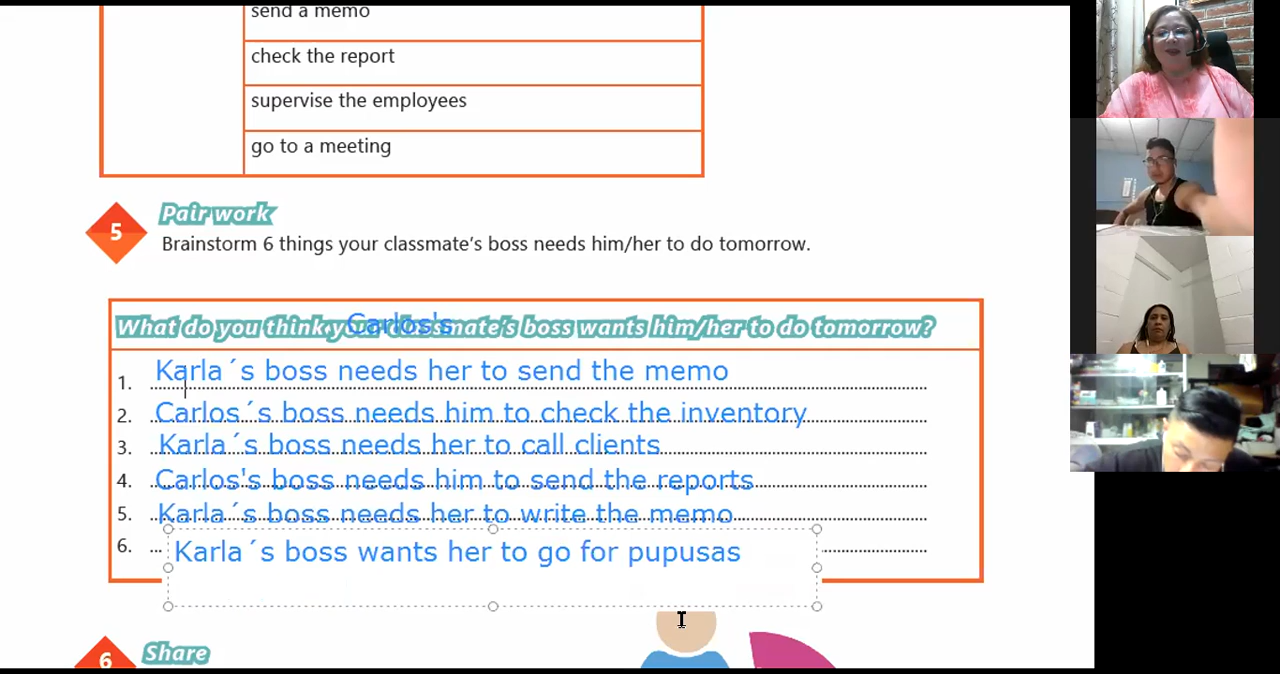 send a memo
check the report
supervise the employees
go to a meeting
5
Pair work
Brainstorm 6 things your classmate's boss needs him/her to do tomorrow.
Carlos's
What do you think your classmate's boss wants him/her to do tomorrow?
1. Karla´s boss needs her to send the memo
2. Carlos´s boss needs him to check the inventory
3. Karla´s boss needs her to call clients
4. Carlos's boss needs him to send the reports
5. Karla´s boss needs her to write the memo
6. Karla´s boss wants her to go for pupusas
6
Share